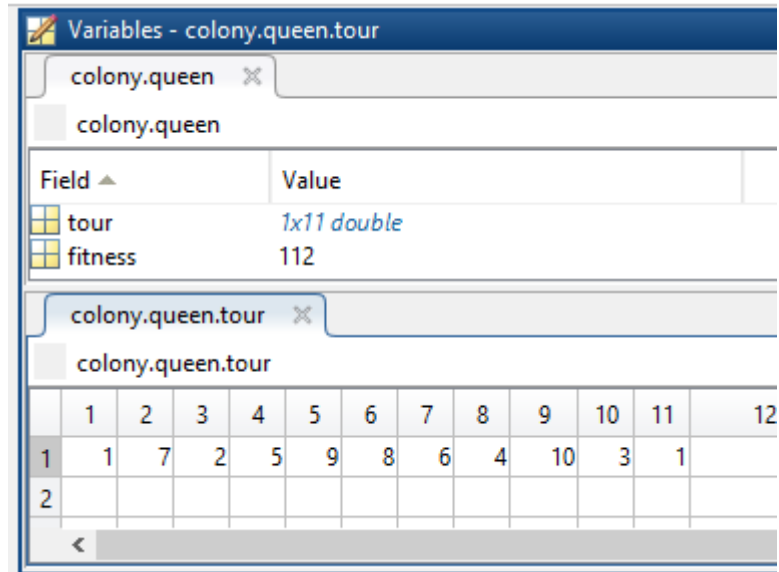 Variables - colony.queen.tour
colony.queen
colony.queen
Field Value
tour 1x11 double
fitness 112
colony.queen.tour
colony.queen.tour
1 2 3 4 5 6 7 8 9 10 11 12
1 1 7 2 5 9 8 6 4 10 3 1
2